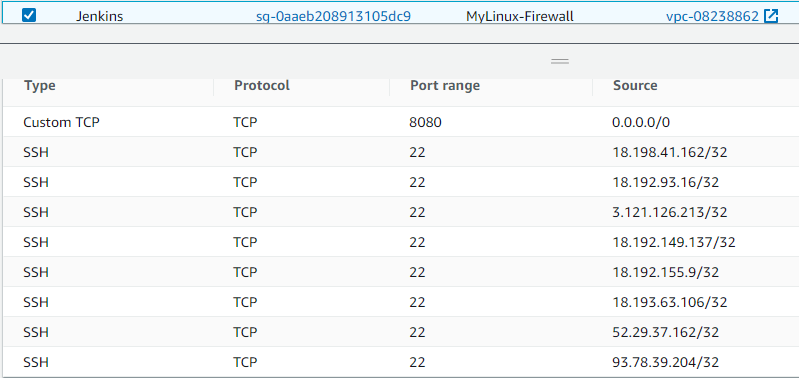 Jenkins sg-0aaeb208913105dc9 MyLinux-Firewall vpc-08238862
Type Protocol Port range Source
Custom TCP TCP 8080 0.0.0.0/0
SSH TCP 22 18.198.41.162/32
SSH TCP 22 18.192.93.16/32
SSH TCP 22 3.121.126.213/32
SSH TCP 22 18.192.149.137/32
SSH TCP 22 18.192.155.9/32
SSH TCP 22 18.193.63.106/32
SSH TCP 22 52.29.37.162/32
SSH TCP 22 93.78.39.204/32